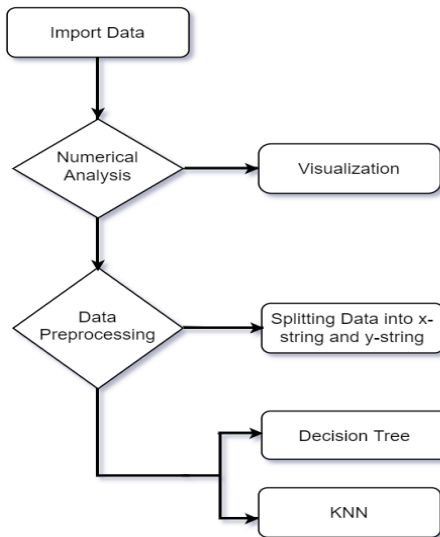 Import Data
Numerical
Analysis
Visualization
Data
Preprocessing
Splitting Data into x-
string and y-string
Decision Tree
KNN